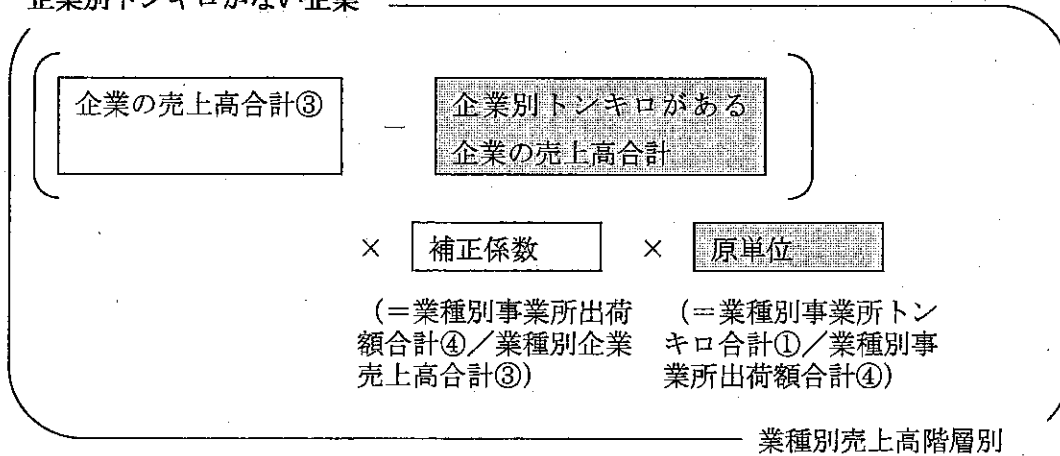 企業別トンキロがない企業
企業の売上高合計③
－
企業別トンキロがある
企業の売上高合計
×
補正係数
×
原単位
（＝業種別事業所出荷
額合計④／業種別企業
売上高合計③）
（＝業種別事業所トン
キロ合計①／業種別事
業所出荷額合計④）
業種別売上高階層別